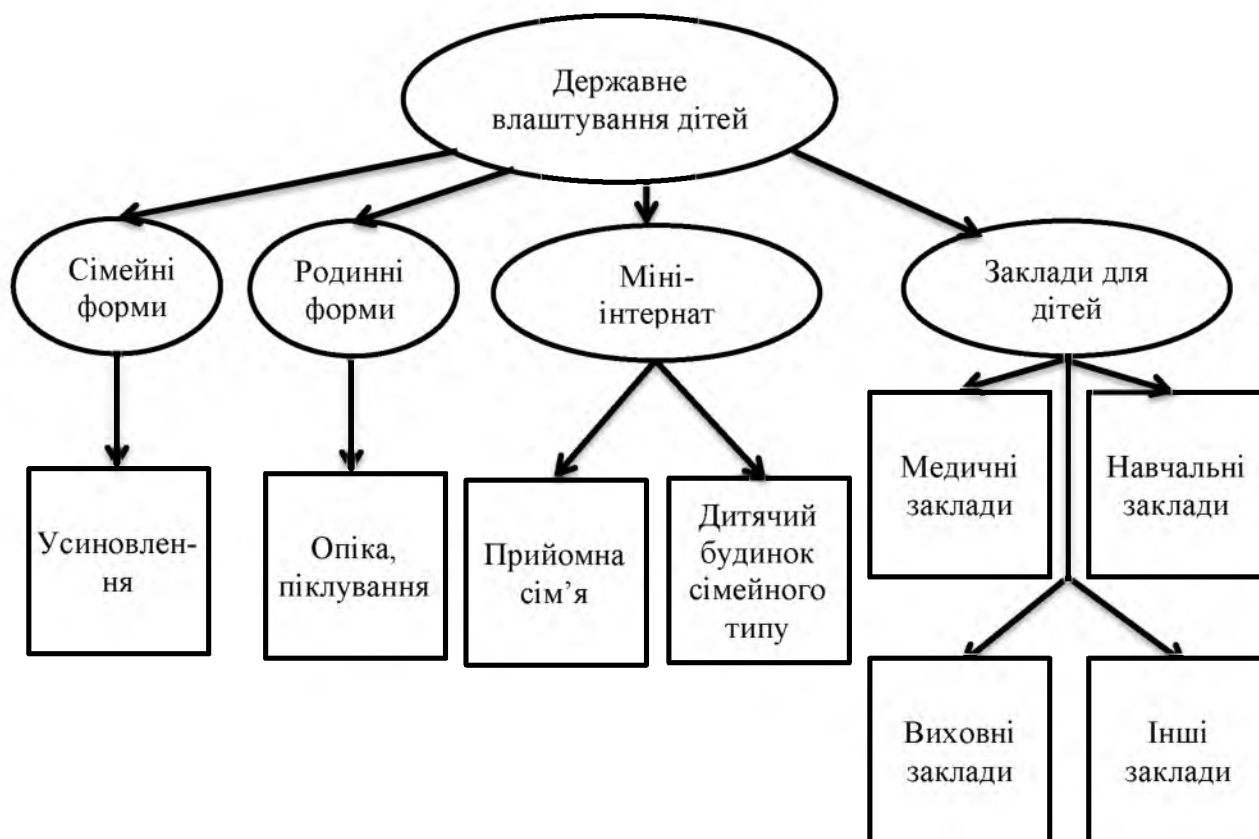 Державне
влаштування дітей
Сімейні
форми
Родинні
форми
Міні-
інтернат
Заклади для
дітей
Усиновлен-
ня
Опіка,
піклування
Прийомна
сім’я
Дитячий
будинок
сімейного
типу
Медичні
заклади
Навчальні
заклади
Виховні
заклади
Інші
заклади